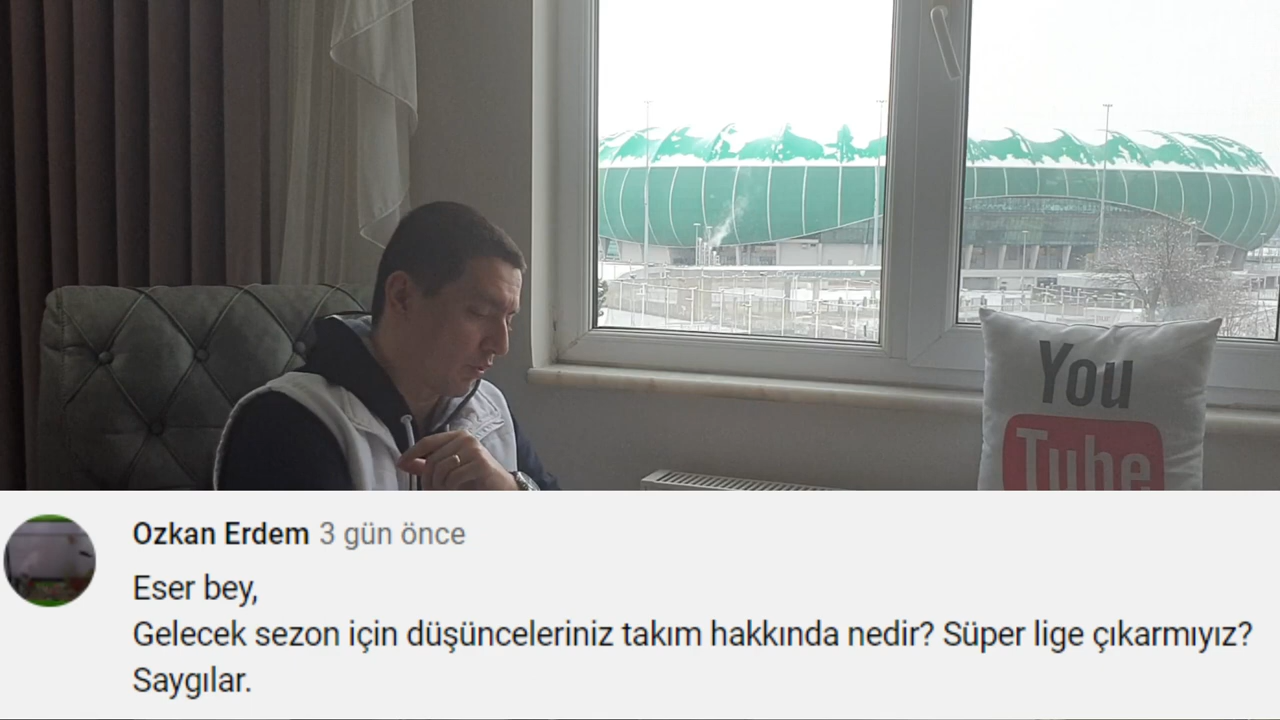 You
Tube
Ozkan Erdem 3 gün önce
Eser bey,
Gelecek sezon için düşünceleriniz takım hakkında nedir? Süper lige çıkarmıyız?
Saygılar.